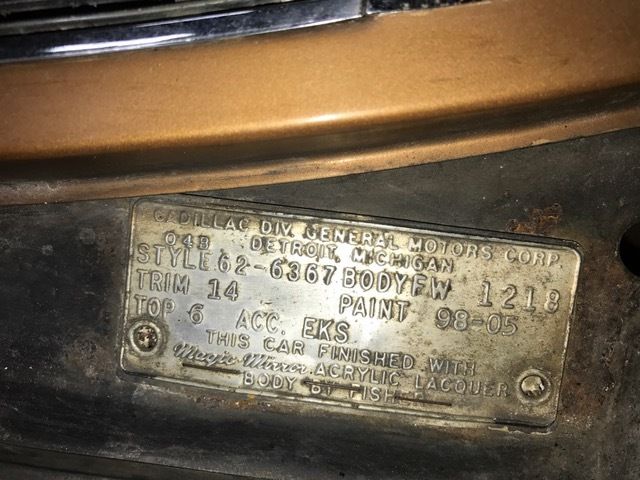 CADILLAC DIV. GENERAL MOTORS CORP
04B DETROIT, MICHIGAN
STYLE 62-6367 BODY FW 1218
TRIM 14 PAINT 98-05
TOP 6 ACC. EKS
THIS CAR FINISHED WITH
Magic-Mirror ACRYLIC LACQUER
BODY BY FISH